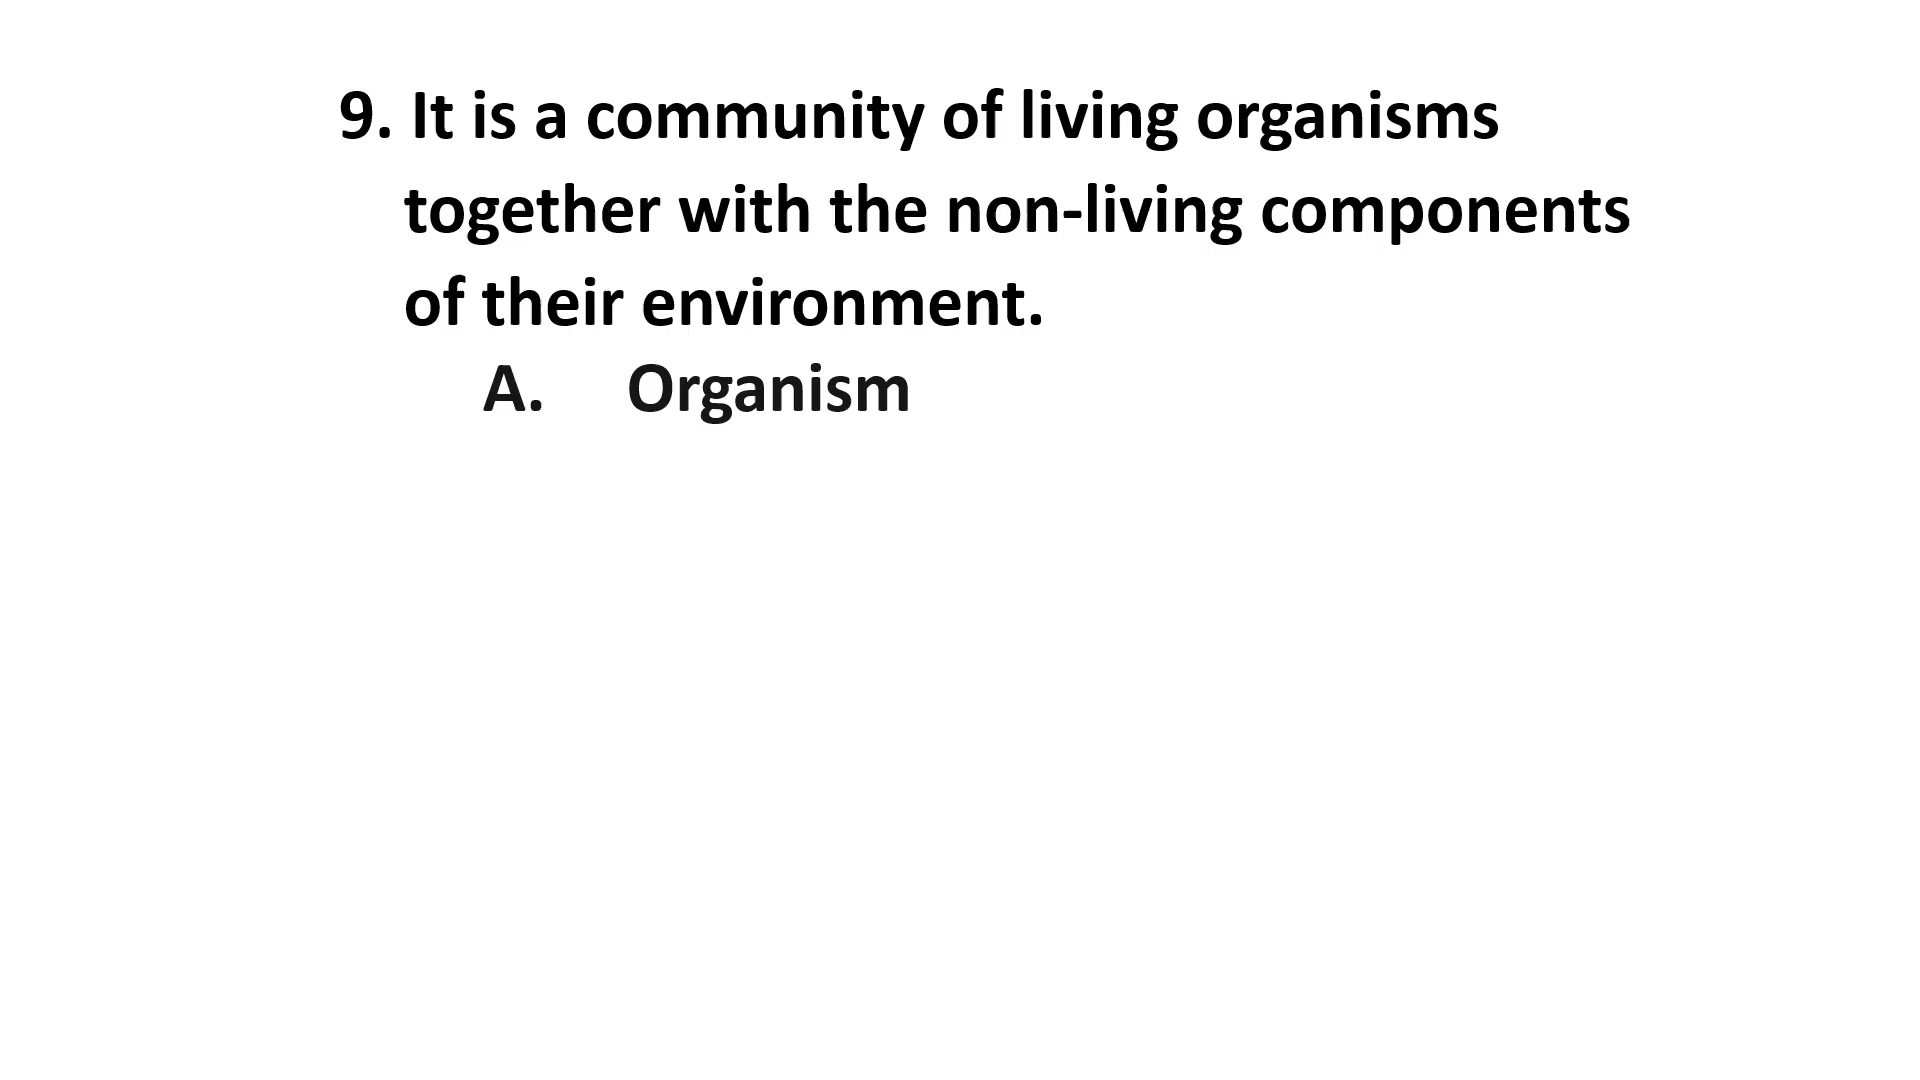 9. It is a community of living organisms
together with the non-living components
of their environment.
A. Organism